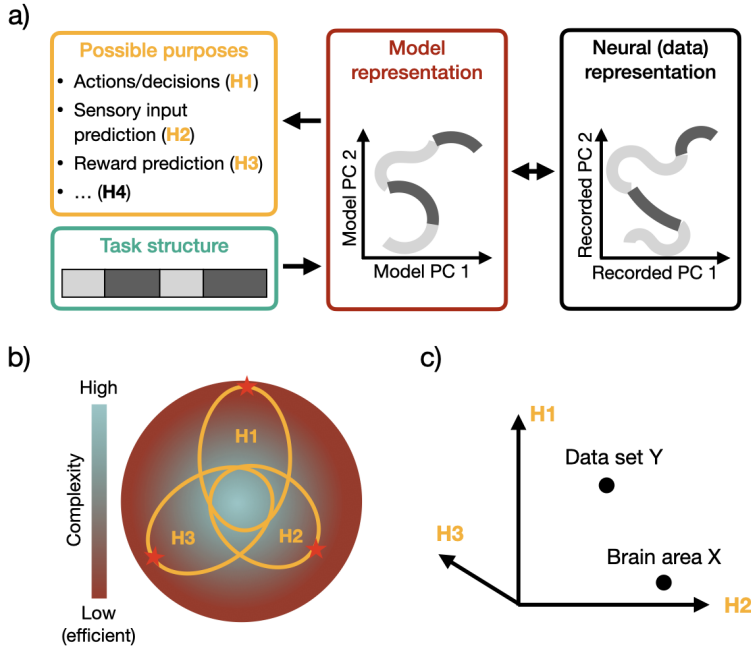 a)
Possible purposes
• Actions/decisions (H1)
• Sensory input
prediction (H2)
• Reward prediction (H3)
• … (H4)
Task structure
Model
representation
Model PC 2
Model PC 1
Neural (data)
representation
Recorded PC 2
Recorded PC 1
b)
High
Complexity
Low
(efficient)
H1
H3
H2
c)
H1
Data set Y
H3
Brain area X
H2